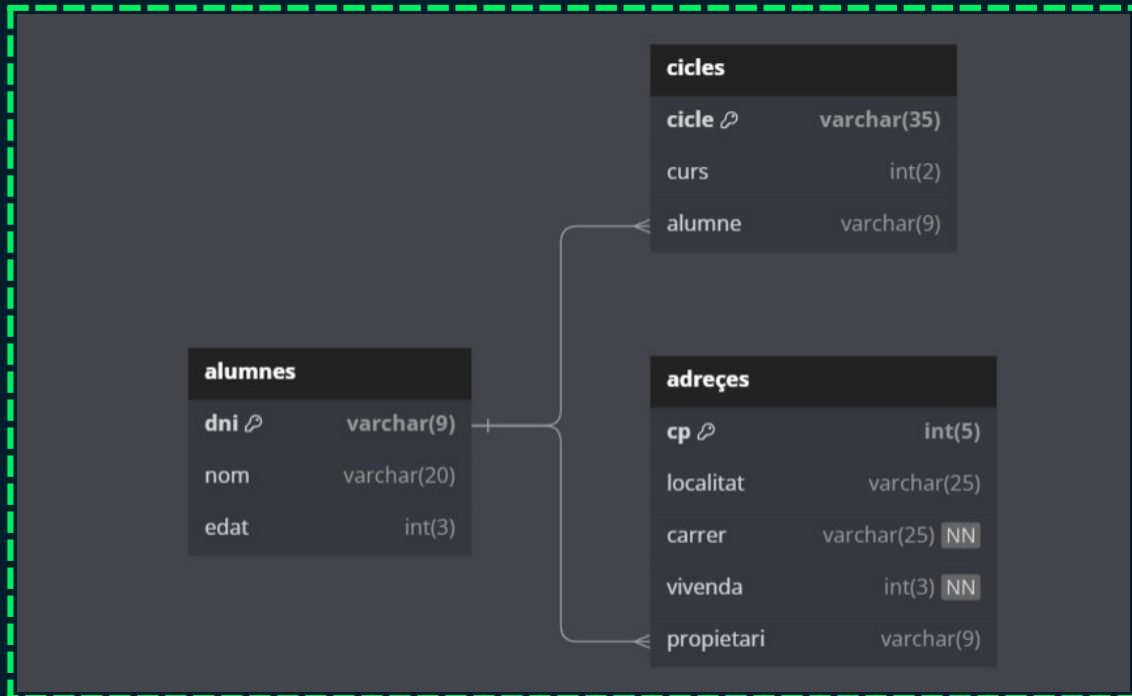 cicles
cicle varchar(35)
curs int(2)
alumne varchar(9)
alumnes
dni varchar(9)
nom varchar(20)
edat int(3)
adreçes
cp int(5)
localitat varchar(25)
carrer varchar(25) NN
vivenda int(3) NN
propietari varchar(9)